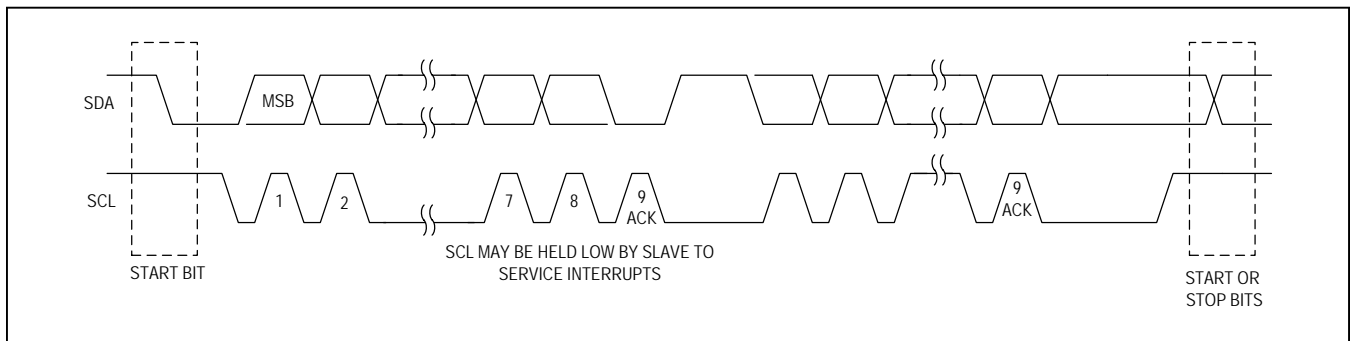 SDA
MSB
SCL
1
2
7
8
9
ACK
9
ACK
START BIT
SCL MAY BE HELD LOW BY SLAVE TO
SERVICE INTERRUPTS
START OR
STOP BITS